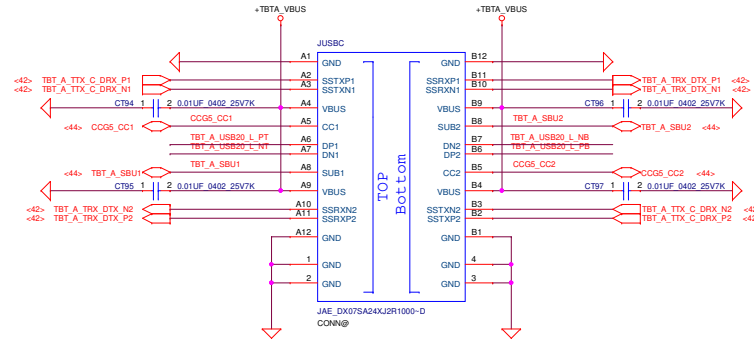 +TBTA_VBUS +TBTA_VBUS
JUSBC
A1 GND GND B12
<42> TBT_A_TTX_C_DRX_P1 A2 SSTXP1 SSRXP1 B11 TBT_A_TRX_DTX_P1 <42>
<42> TBT_A_TTX_C_DRX_N1 A3 SSTXN1 SSRXN1 B10 TBT_A_TRX_DTX_N1 <42>
CT94 1 2 0.01UF_0402_25V7K A4 VBUS VBUS B9 CT96 1 2 0.01UF_0402_25V7K
<44> CCG5_CC1 CCG5_CC1 A5 CC1 SUB2 B8 TBT_A_SBU2 TBT_A_SBU2 <44>
TBT_A_USB20_L_PT A6 DP1 DN2 B7 TBT_A_USB20_L_NB
TBT_A_USB20_L_NT A7 DN1 DP2 B6 TBT_A_USB20_L_PB
<44> TBT_A_SBU1 TBT_A_SBU1 A8 SUB1 CC2 B5 CCG5_CC2 CCG5_CC2 <44>
CT95 1 2 0.01UF_0402_25V7K A9 VBUS VBUS B4 CT97 1 2 0.01UF_0402_25V7K
<42> TBT_A_TRX_DTX_N2 A10 SSRXN2 SSTXN2 B3 TBT_A_TTX_C_DRX_N2 <42
<42> TBT_A_TRX_DTX_P2 A11 SSRXP2 SSTXP2 B2 TBT_A_TTX_C_DRX_P2 <42
A12 GND GND B1
1 GND GND 4
2 GND GND 3
TOP
Bottom
JAE_DX07SA24XJ2R1000~D
CONN@